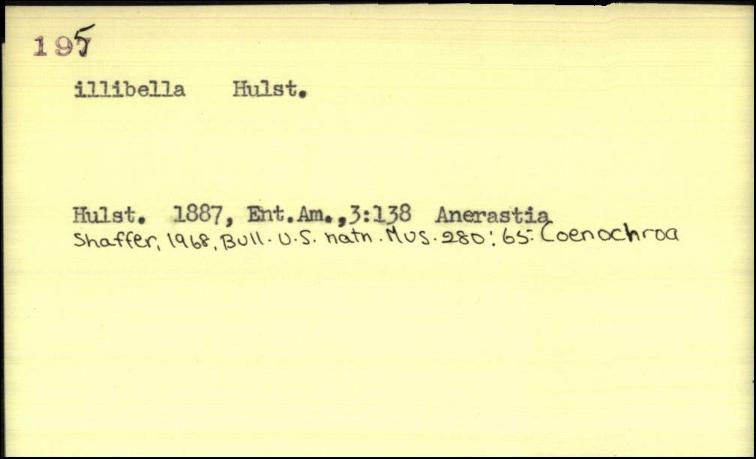 195
illibella Hulst.
Hulst. 1887, Ent.Am.,3:138 Anerastia
Shaffer, 1968, Bull. U.S. natn. Mus. 280: 65: Coenochroa